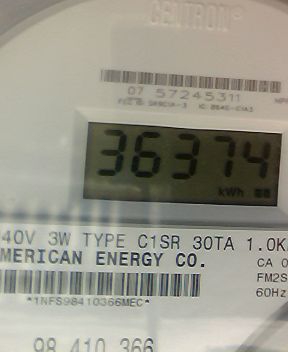 CENTRON®
07 57245311
36374
kWh
40V 3W TYPE C1SR 30TA 1.0K
MERICAN ENERGY CO.
CA 0
FM2S
60Hz
*1NFS98410366MEC*
98 410 366